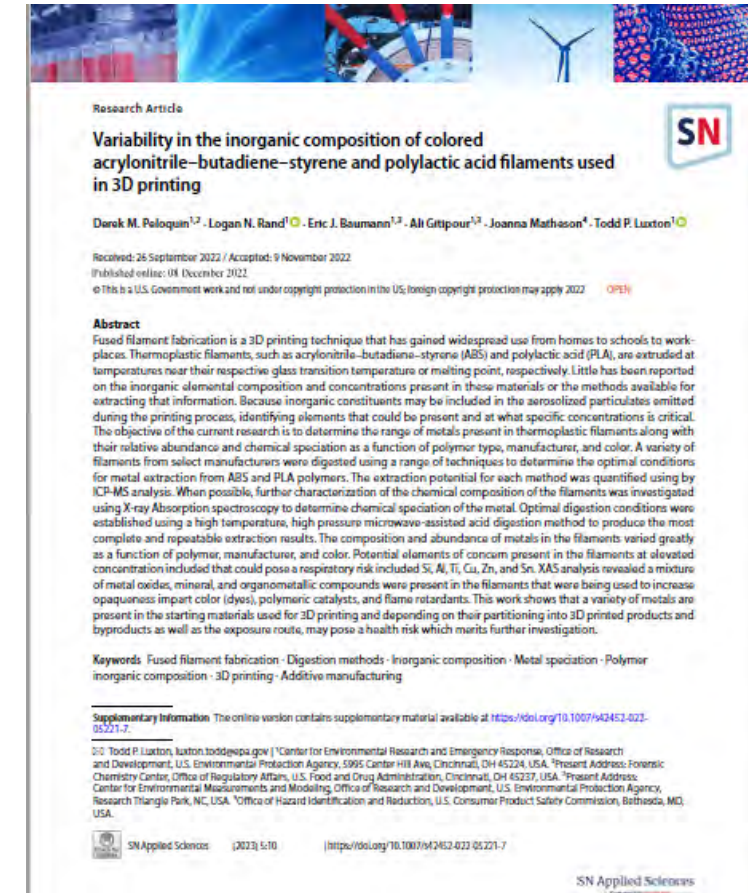 Research Article
SN
Variability in the inorganic composition of colored
acrylonitrile–butadiene–styrene and polylactic acid filaments used
in 3D printing
Derek M. Peloquin1,2 · Logan N. Rand1 · Eric J. Baumann1,3 · Ali Gitipour1,3 · Joanna Matheson4 · Todd P. Luxton1
Received: 26 September 2022 / Accepted: 9 November 2022
Published online: 08 December 2022
© This is a U.S. Government work and not under copyright protection in the US; foreign copyright protection may apply 2022 OPEN
Abstract
Fused filament fabrication is a 3D printing technique that has gained widespread use from homes to schools to work-
places. Thermoplastic filaments, such as acrylonitrile–butadiene–styrene (ABS) and polylactic acid (PLA), are extruded at
temperatures near their respective glass transition temperature or melting point, respectively. Little has been reported
on the inorganic elemental composition and concentrations present in these materials or the methods available for
extracting that information. Because inorganic constituents may be included in the aerosolized particulates emitted
during the printing process, identifying elements that could be present and at what specific concentrations is critical.
The objective of the current research is to determine the range of metals present in thermoplastic filaments along with
their relative abundance and chemical speciation as a function of polymer type, manufacturer, and color. A variety of
filaments from select manufacturers were digested using a range of techniques to determine the optimal conditions
for metal extraction from ABS and PLA polymers. The extraction potential for each method was quantified using by
ICP-MS analysis. When possible, further characterization of the chemical composition of the filaments was investigated
using X-ray Absorption spectroscopy to determine chemical speciation of the metal. Optimal digestion conditions were
established using a high temperature, high pressure microwave-assisted acid digestion method to produce the most
complete and repeatable extraction results. The composition and abundance of metals in the filaments varied greatly
as a function of polymer, manufacturer, and color. Potential elements of concern present in the filaments at elevated
concentration included that could pose a respiratory risk included Si, Al, Ti, Cu, Zn, and Sn. XAS analysis revealed a mixture
of metal oxides, mineral, and organometallic compounds were present in the filaments that were being used to increase
opaqueness impart color (dyes), polymeric catalysts, and flame retardants. This work shows that a variety of metals are
present in the starting materials used for 3D printing and depending on their partitioning into 3D printed products and
byproducts as well as the exposure route, may pose a health risk which merits further investigation.
Keywords Fused filament fabrication · Digestion methods · Inorganic composition · Metal speciation · Polymer
inorganic composition · 3D printing · Additive manufacturing
Supplementary Information The online version contains supplementary material available at https://doi.org/10.1007/s42452-022-
05221-7.
Todd P. Luxton, luxton.todd@epa.gov | 1Center for Environmental Research and Emergency Response, Office of Research
and Development, U.S. Environmental Protection Agency, 5995 Center Hill Ave, Cincinnati, OH 45224, USA. 2Present Address: Forensic
Chemistry Center, Office of Regulatory Affairs, U.S. Food and Drug Administration, Cincinnati, OH 45237, USA. 3Present Address:
Center for Environmental Measurements and Modeling, Office of Research and Development, U.S. Environmental Protection Agency,
Research Triangle Park, NC, USA. 4Office of Hazard Identification and Reduction, U.S. Consumer Product Safety Commission, Bethesda, MD,
USA.
SN Applied Sciences (2023) 5:10 | https://doi.org/10.1007/s42452-022-05221-7
SN Applied Sciences